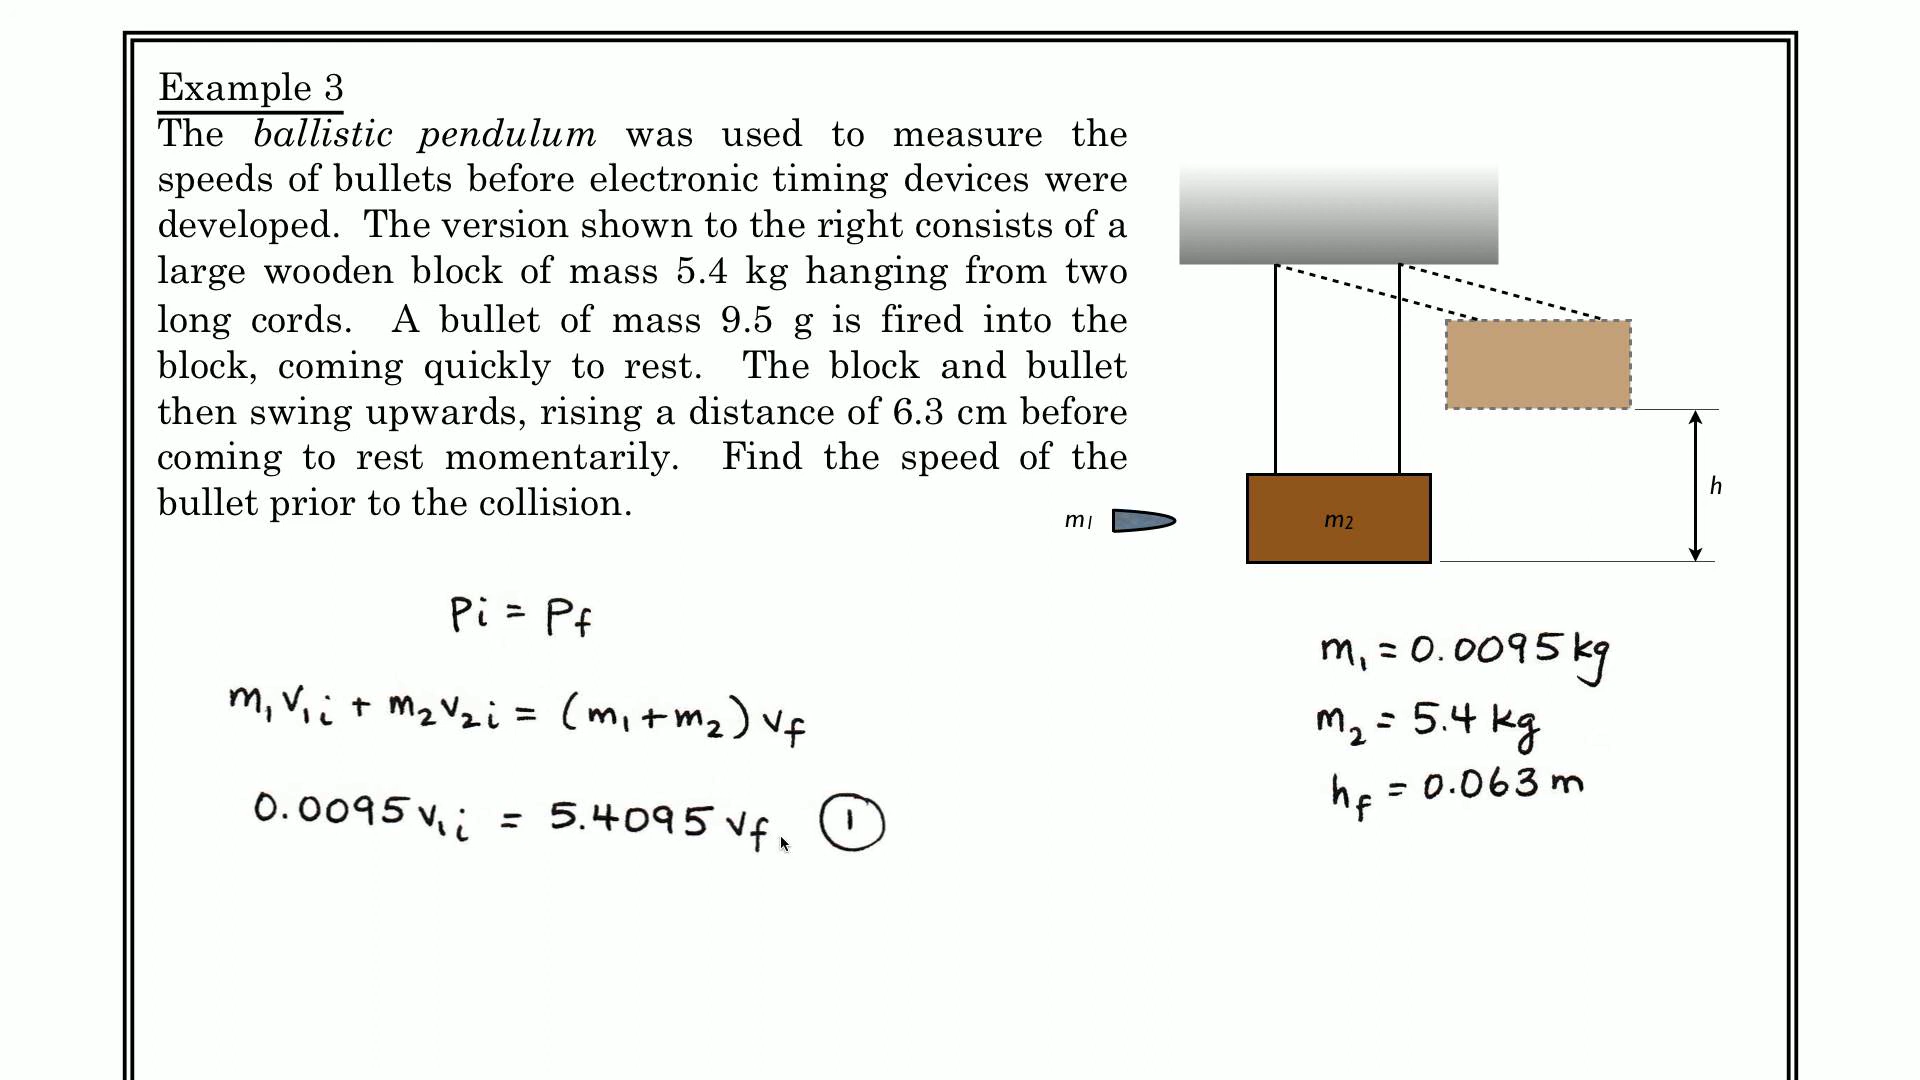 Example 3
The ballistic pendulum was used to measure the
speeds of bullets before electronic timing devices were
developed. The version shown to the right consists of a
large wooden block of mass 5.4 kg hanging from two
long cords. A bullet of mass 9.5 g is fired into the
block, coming quickly to rest. The block and bullet
then swing upwards, rising a distance of 6.3 cm before
coming to rest momentarily. Find the speed of the
bullet prior to the collision.
h
m₁
m₂
pᵢ = p_f
m₁v₁ᵢ + m₂v₂ᵢ = (m₁+m₂) v_f
0.0095 v₁ᵢ = 5.4095 v_f ①
m₁ = 0.0095 kg
m₂ = 5.4 kg
h_f = 0.063 m